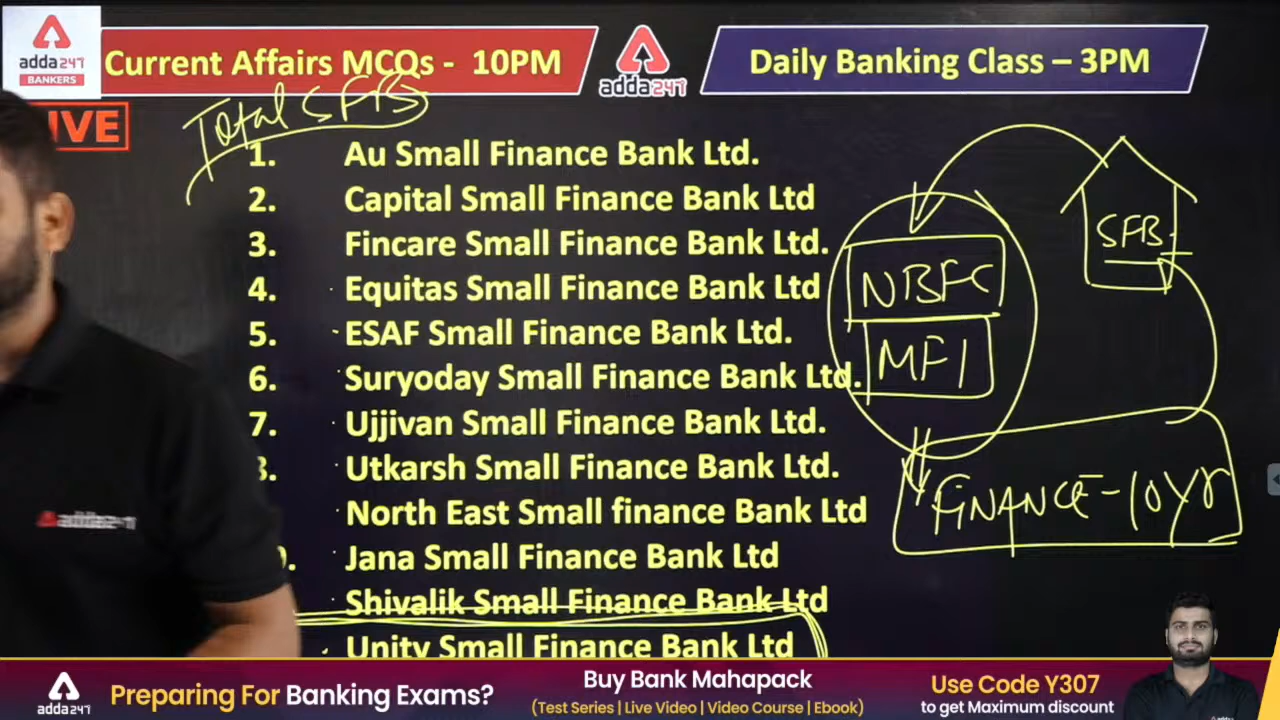 adda247
BANKERS
Current Affairs MCQs - 10PM
adda247
Daily Banking Class – 3PM
IVE
Total SFB
1. Au Small Finance Bank Ltd.
2. Capital Small Finance Bank Ltd
3. Fincare Small Finance Bank Ltd.
4. Equitas Small Finance Bank Ltd
5. ESAF Small Finance Bank Ltd.
6. Suryoday Small Finance Bank Ltd.
7. Ujjivan Small Finance Bank Ltd.
8. Utkarsh Small Finance Bank Ltd.
North East Small finance Bank Ltd
Jana Small Finance Bank Ltd
Shivalik Small Finance Bank Ltd
Unity Small Finance Bank Ltd
SFB
NBFC
MFI
FINANCE - 10 Yr
adda247
adda247
Preparing For Banking Exams?
Buy Bank Mahapack
(Test Series | Live Video | Video Course | Ebook)
Use Code Y307
to get Maximum discount